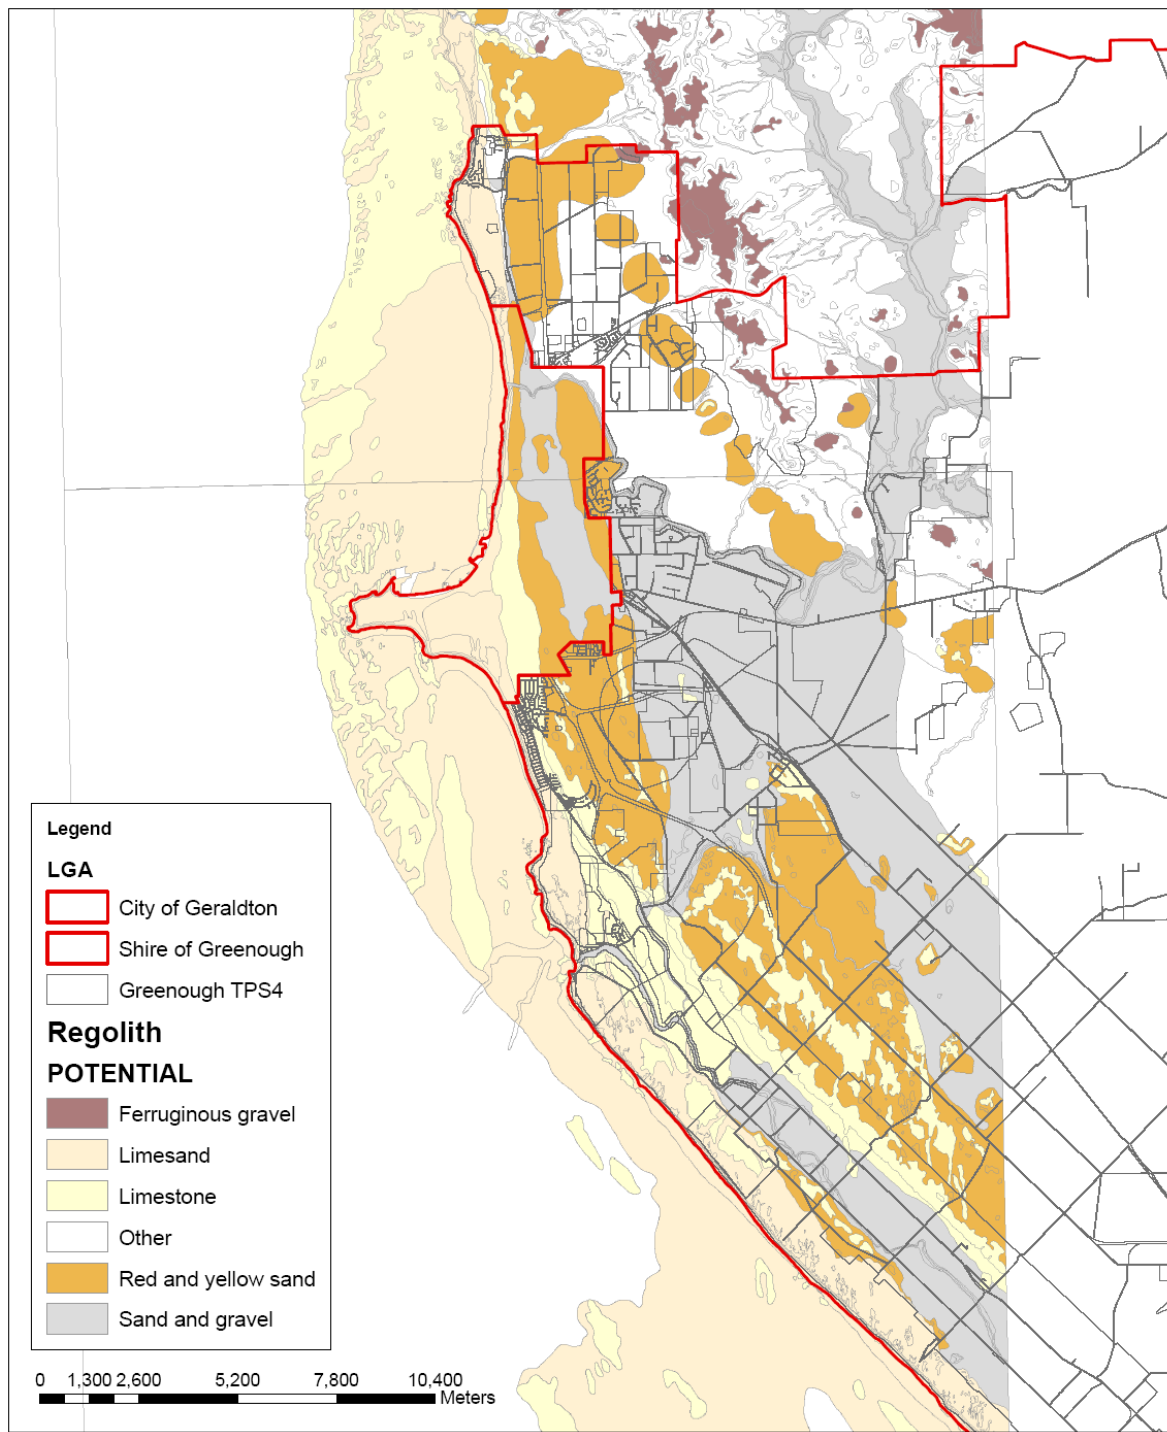 Legend
LGA
City of Geraldton
Shire of Greenough
Greenough TPS4
Regolith
POTENTIAL
Ferruginous gravel
Limesand
Limestone
Other
Red and yellow sand
Sand and gravel
0 1,300 2,600 5,200 7,800 10,400
Meters